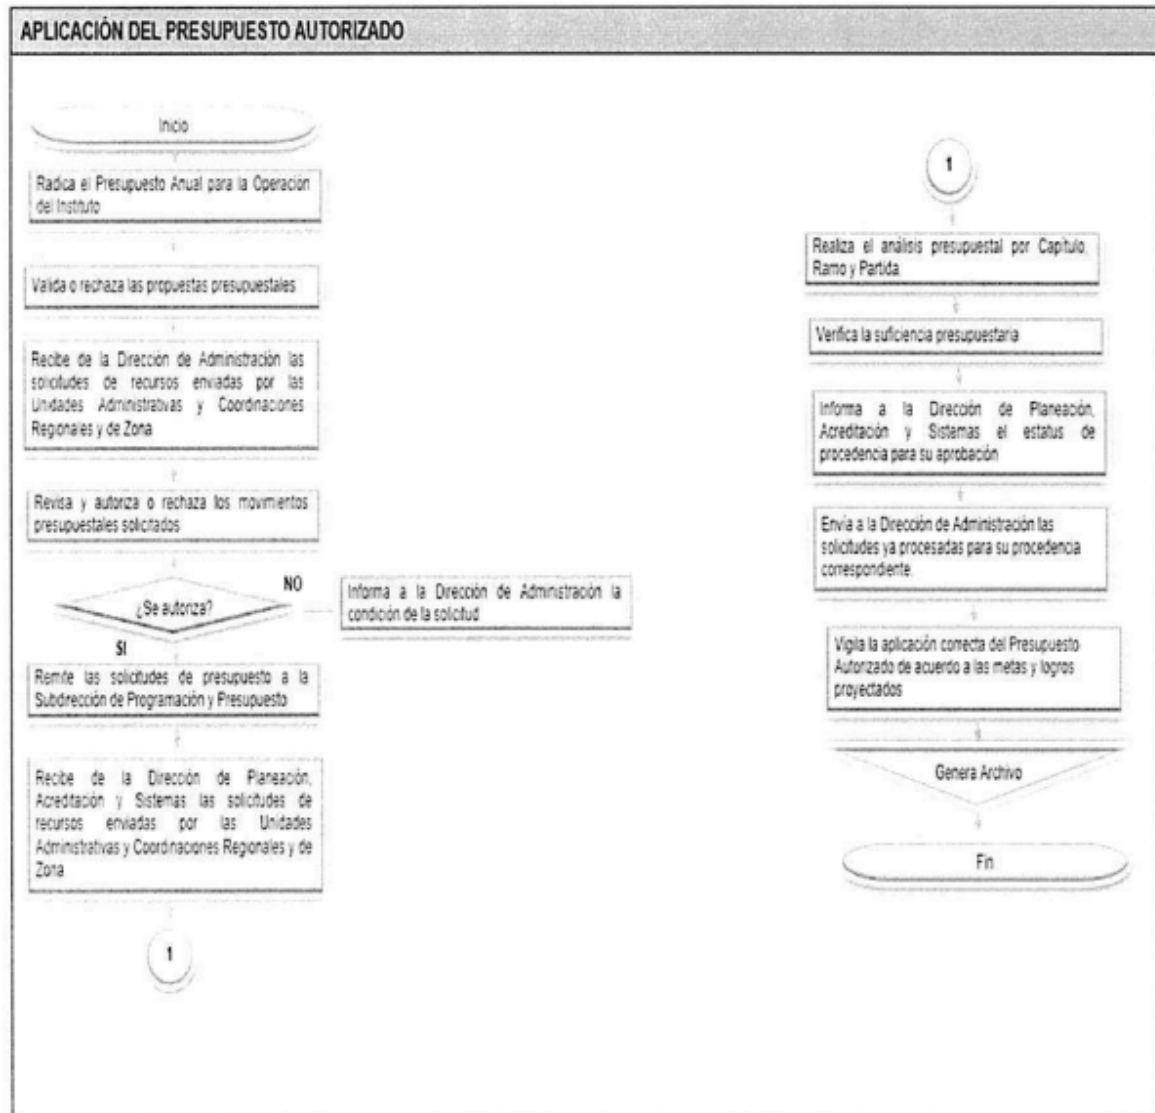 APLICACIÓN DEL PRESUPUESTO AUTORIZADO
Inicio
Radica el Presupuesto Anual para la Operación
del Instituto
Valida o rechaza las propuestas presupuestales
Recibe de la Dirección de Administración las
solicitudes de recursos enviadas por las
Unidades Administrativas y Coordinaciones
Regionales y de Zona
Revisa y autoriza o rechaza los movimientos
presupuestales solicitados
¿Se autoriza?
NO
Informa a la Dirección de Administración la
condición de la solicitud
SI
Remite las solicitudes de presupuesto a la
Subdirección de Programación y Presupuesto
Recibe de la Dirección de Planeación,
Acreditación y Sistemas las solicitudes de
recursos enviadas por las Unidades
Administrativas y Coordinaciones Regionales y de
Zona
1
1
Realiza el análisis presupuestal por Capítulo,
Ramo y Partida
Verifica la suficiencia presupuestaria
Informa a la Dirección de Planeación,
Acreditación y Sistemas el estatus de
procedencia para su aprobación
Envía a la Dirección de Administración las
solicitudes ya procesadas para su procedencia
correspondiente.
Vigila la aplicación correcta del Presupuesto
Autorizado de acuerdo a las metas y logros
proyectados
Genera Archivo
Fin